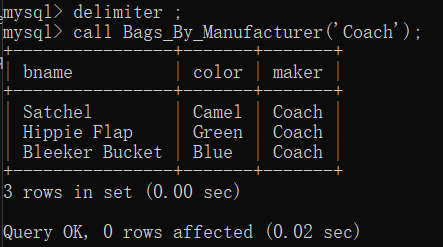 mysql> delimiter ;
mysql> call Bags_By_Manufacturer('Coach');
+----------------+-------+-------+
| bname          | color | maker |
+----------------+-------+-------+
| Satchel        | Camel | Coach |
| Hippie Flap    | Green | Coach |
| Bleeker Bucket | Blue  | Coach |
+----------------+-------+-------+
3 rows in set (0.00 sec)
Query OK, 0 rows affected (0.02 sec)